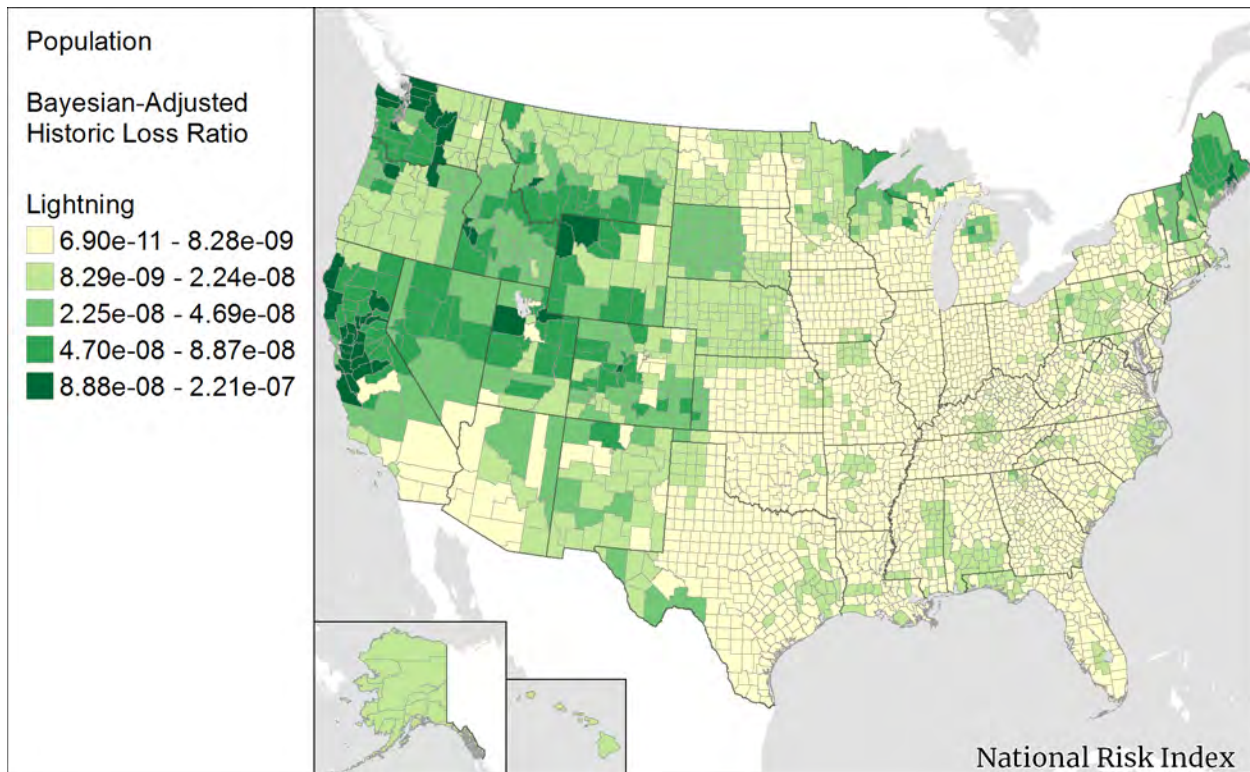 Population
Bayesian-Adjusted
Historic Loss Ratio
Lightning
6.90e-11 - 8.28e-09
8.29e-09 - 2.24e-08
2.25e-08 - 4.69e-08
4.70e-08 - 8.87e-08
8.88e-08 - 2.21e-07
National Risk Index